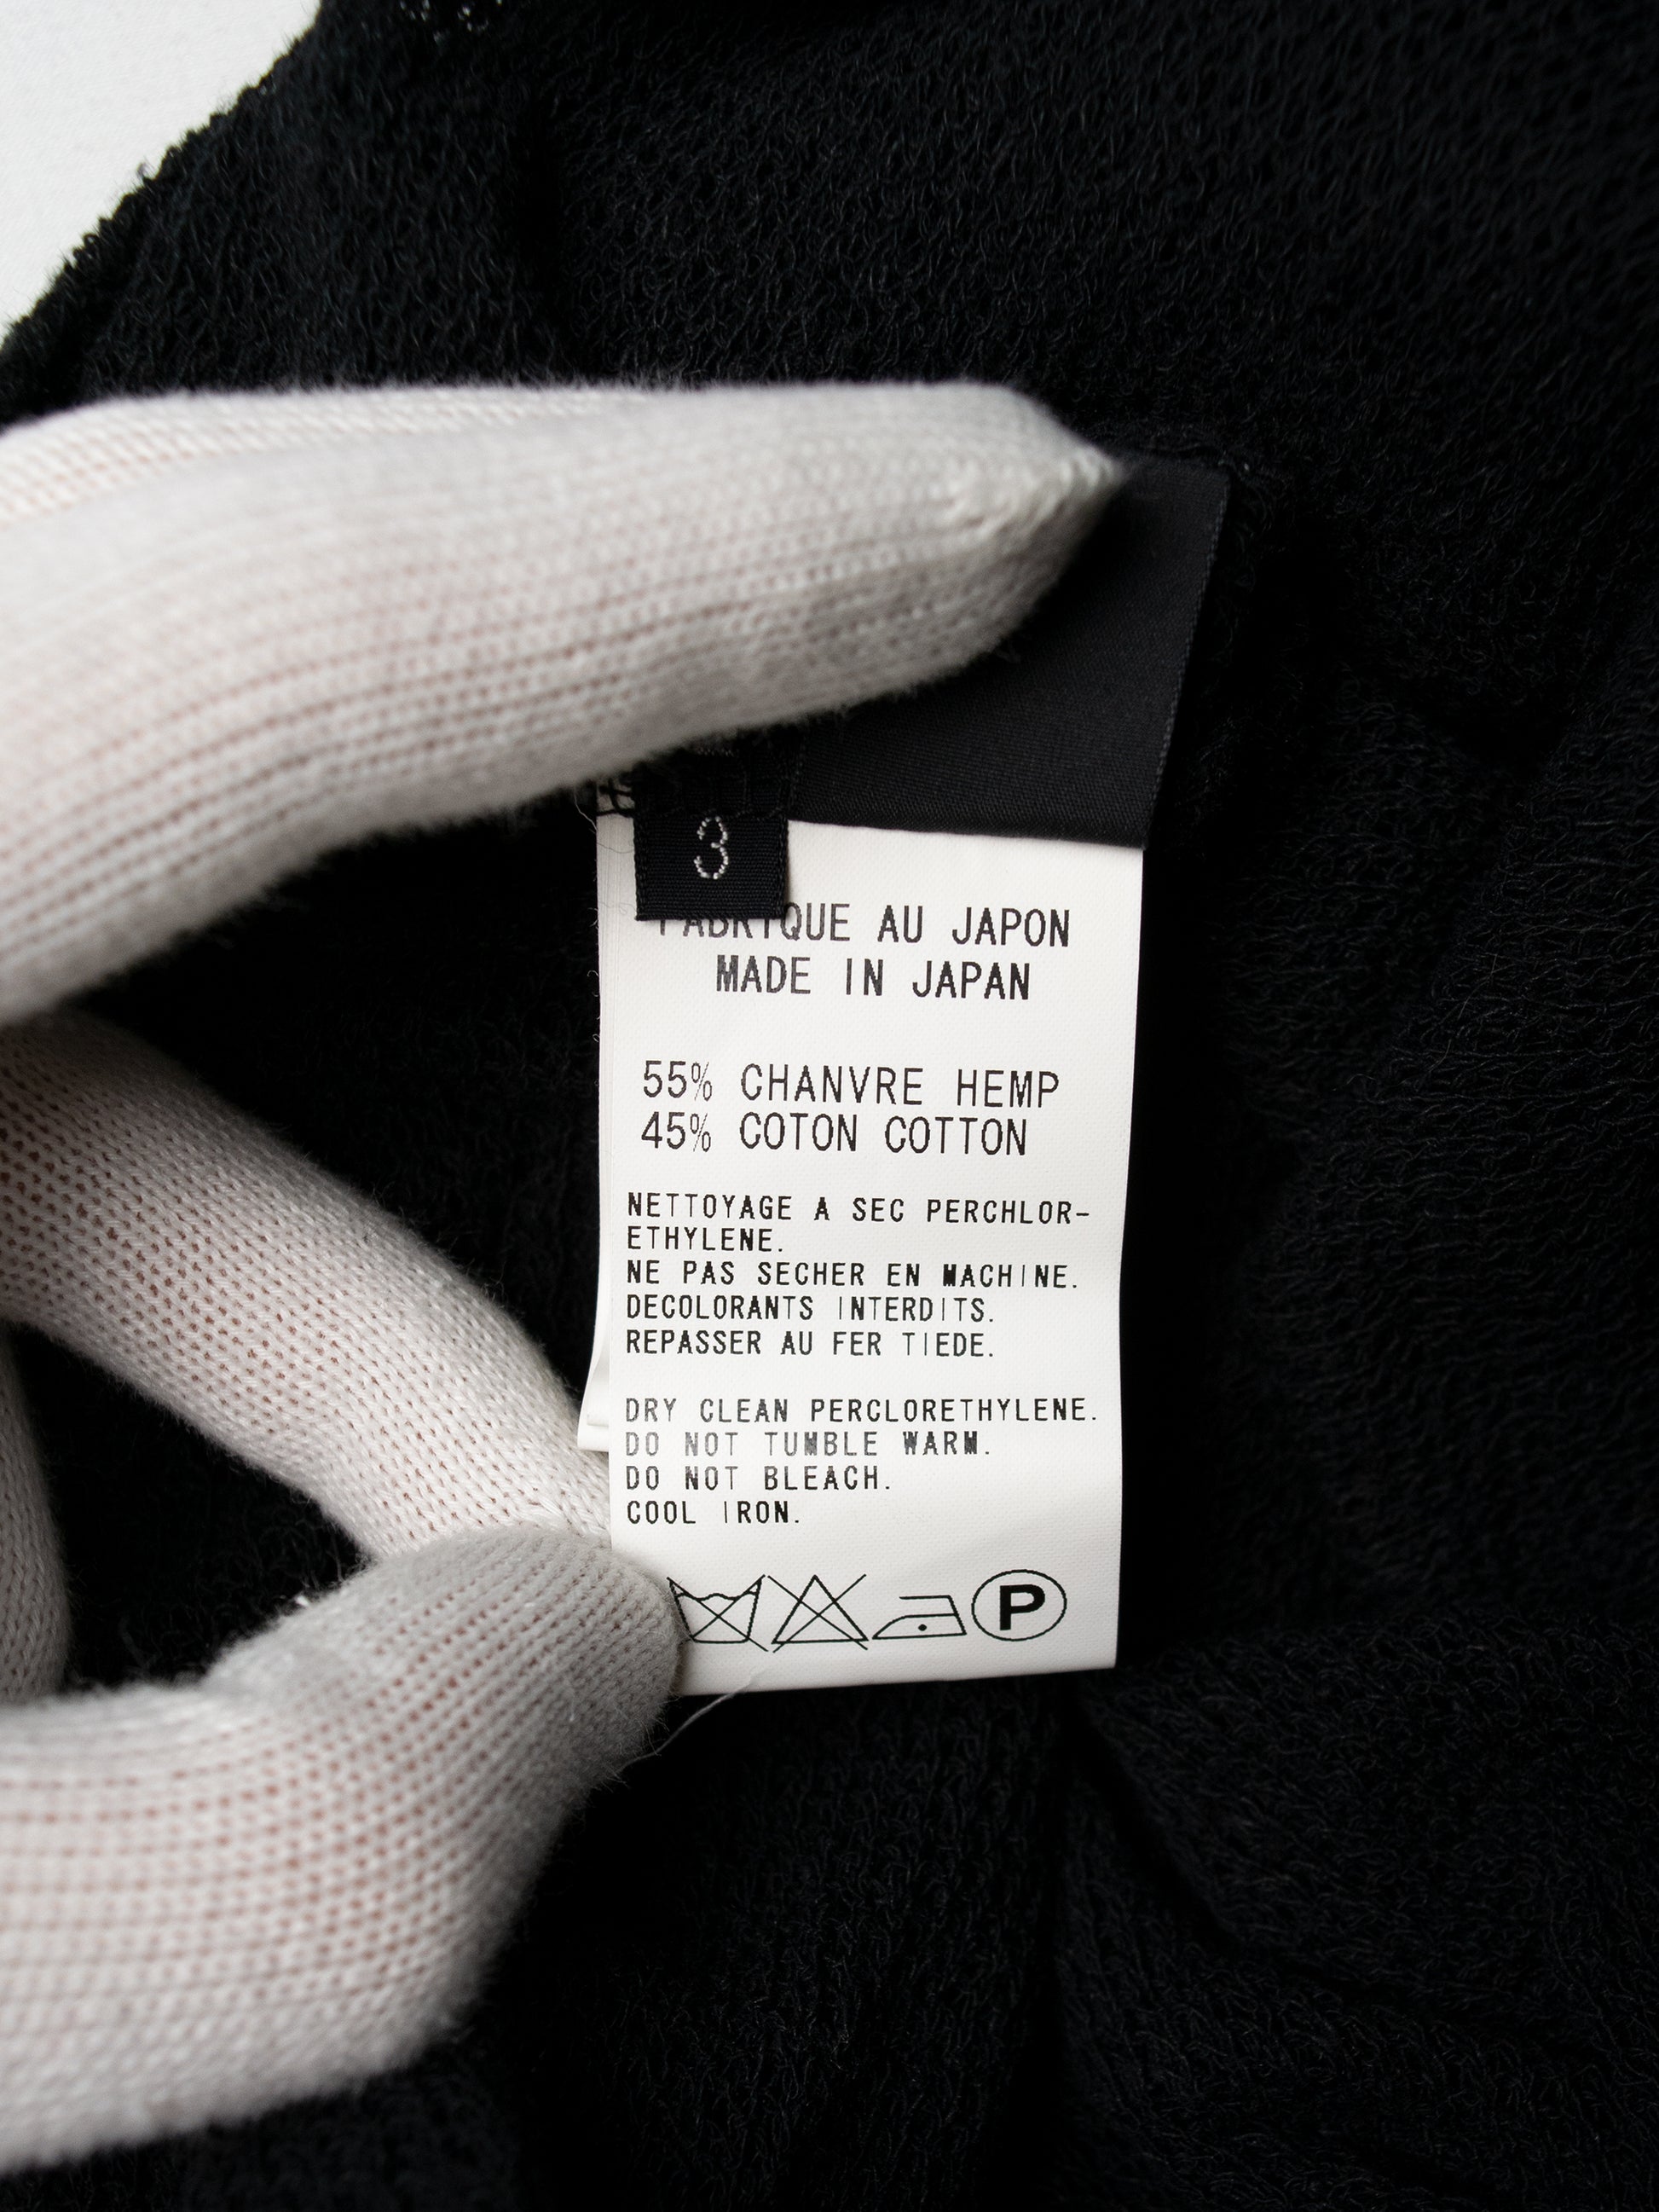 3
FABRIQUE AU JAPON
MADE IN JAPAN
55% CHANVRE HEMP
45% COTON COTTON
NETTOYAGE A SEC PERCHLOR-
ETHYLENE.
NE PAS SECHER EN MACHINE.
DECOLORANTS INTERDITS.
REPASSER AU FER TIEDE.
DRY CLEAN PERCLORETHYLENE.
DO NOT TUMBLE WARM.
DO NOT BLEACH.
COOL IRON.
P